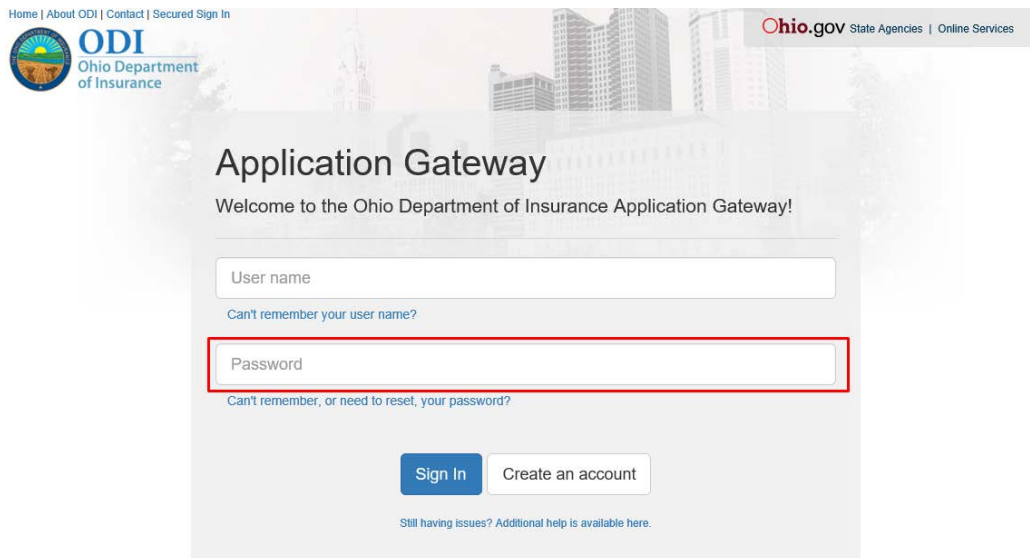 Home | About ODI | Contact | Secured Sign In
ODI
Ohio Department
of Insurance
Ohio.gov State Agencies | Online Services
Application Gateway
Welcome to the Ohio Department of Insurance Application Gateway!
User name
Can't remember your user name?
Password
Can't remember, or need to reset, your password?
Sign In Create an account
Still having issues? Additional help is available here.